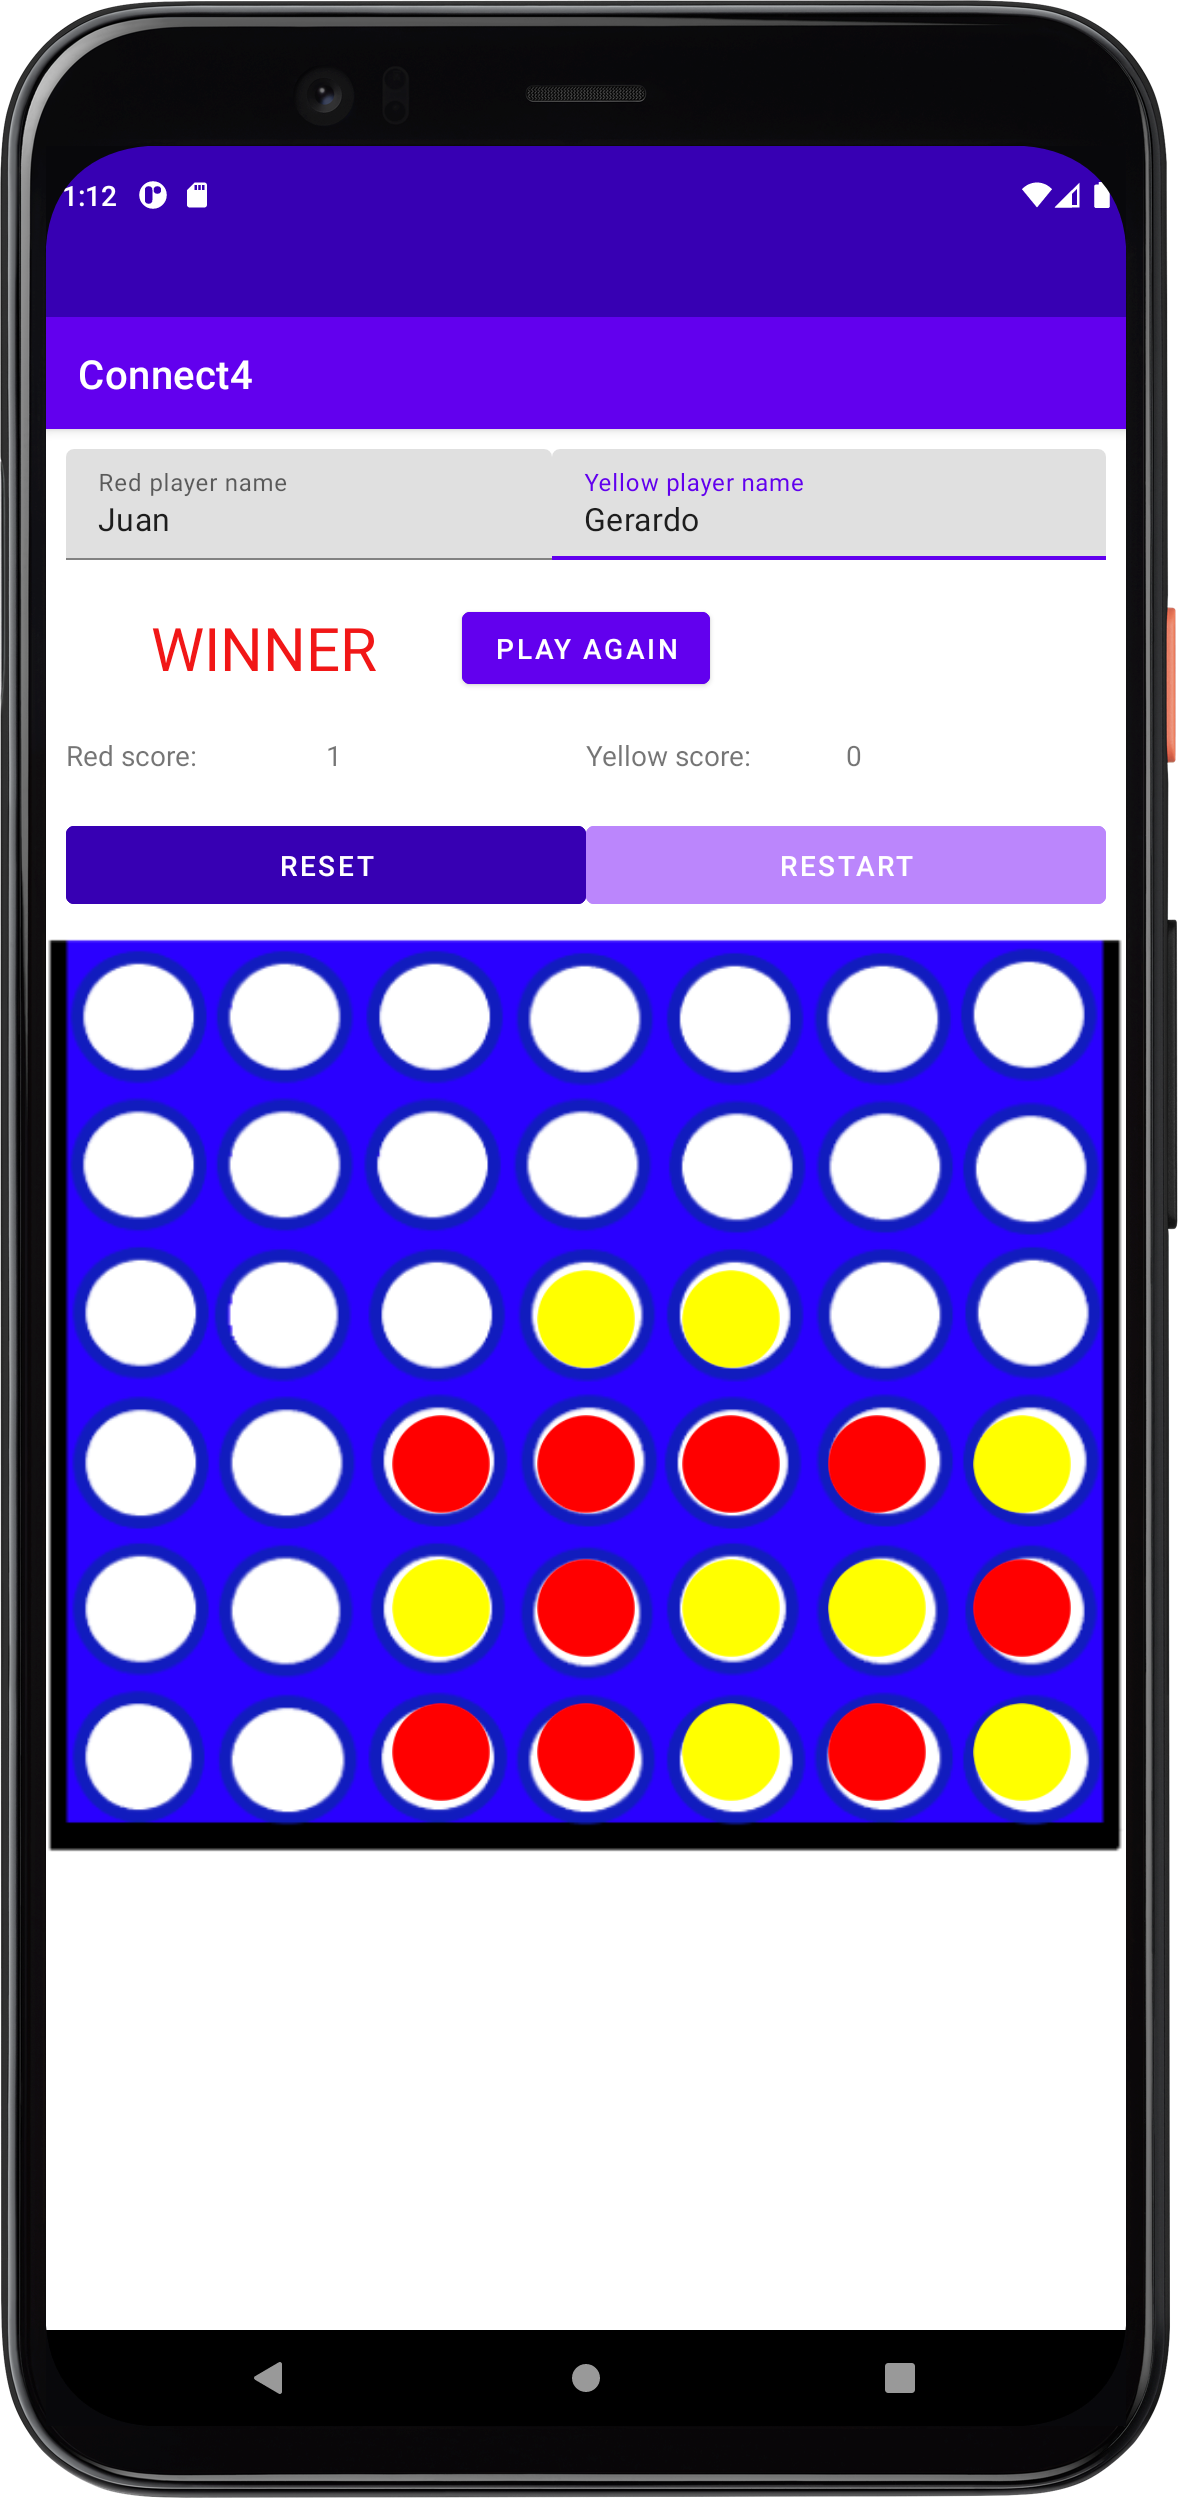 1:12
Connect4
Red player name
Yellow player name
Juan
Gerardo
WINNER
PLAY AGAIN
Red score: 1
Yellow score: 0
RESET
RESTART